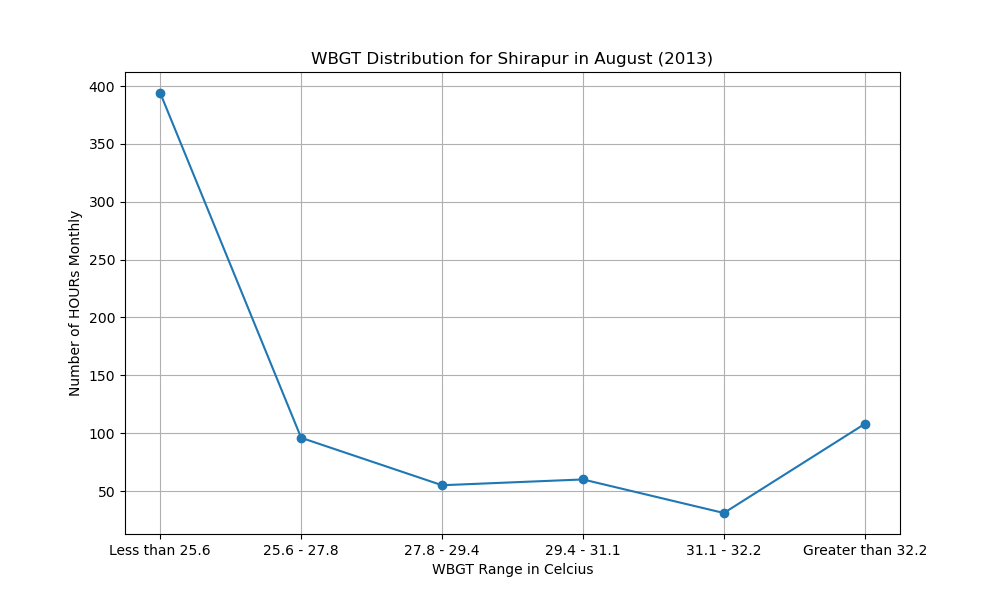 WBGT Distribution for Shirapur in August (2013)
Number of HOURs Monthly
400
350
300
250
200
150
100
50
Less than 25.6
25.6 - 27.8
27.8 - 29.4
29.4 - 31.1
31.1 - 32.2
Greater than 32.2
WBGT Range in Celcius